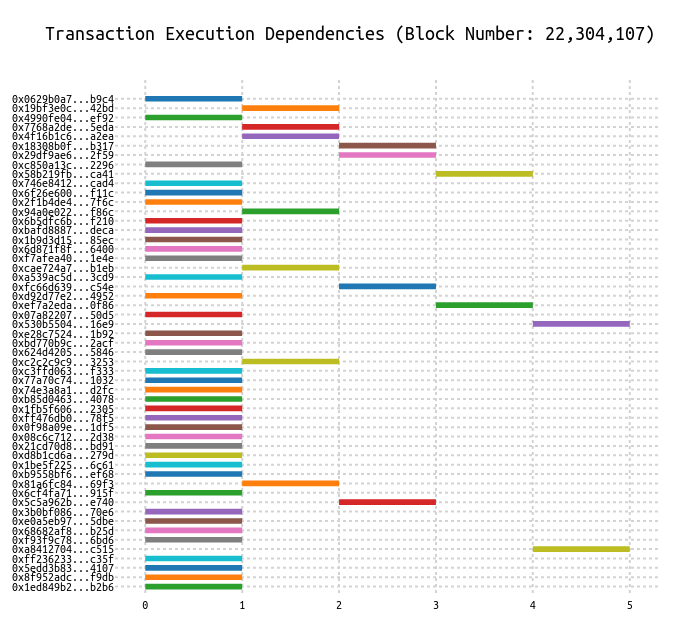 Transaction Execution Dependencies (Block Number: 22,304,107)
0x0629b0a7...b9c4
0x19bf3e0c...42bd
0x4990fe04...ef92
0x7768a2de...5eda
0x4f16b1c6...a2ea
0x18308b0f...b317
0x29df9ae6...2f59
0xc850a13c...2296
0x58b219fb...ca41
0x746e8412...cad4
0x6f26e600...f11c
0x2f1b4de4...7f6c
0x94a0e022...f86c
0x6b5dfc6b...f210
0xbafd8887...deca
0x1b9d3d15...85ec
0x6d871f8f...6400
0xf7afea40...1e4e
0xcae724a7...b1eb
0xa539ac5d...3cd9
0xfc66d639...c54e
0xd92d77e2...4952
0xef7a2eda...0f86
0x07a82207...50d5
0x530b5504...16e9
0xe28c7524...1b92
0xbd770b9c...2acf
0x624d4205...5846
0xc2c2c9c9...3253
0xc3ffd063...f333
0x77a70c74...1032
0x74e3a8a1...d2fc
0xb85d0463...4078
0x1fb5f606...2305
0xff476db0...78f5
0x0f98a09e...1df5
0x08c6c712...2d38
0x21cd70d8...bd91
0xd8b1cd6a...279d
0x1be5f225...6c61
0xb9558bf6...ef68
0x81a6fc84...69f3
0x6cf4fa71...915f
0x5c5a962b...e740
0x3b0bf086...70e6
0xe0a5eb97...5dbe
0x68682af8...b25d
0xf93f9c78...6bd6
0xa8412704...c515
0xff236233...c35f
0x5edd3b83...4107
0x8f952adc...f9db
0x1ed849b2...b2b6
0 1 2 3 4 5